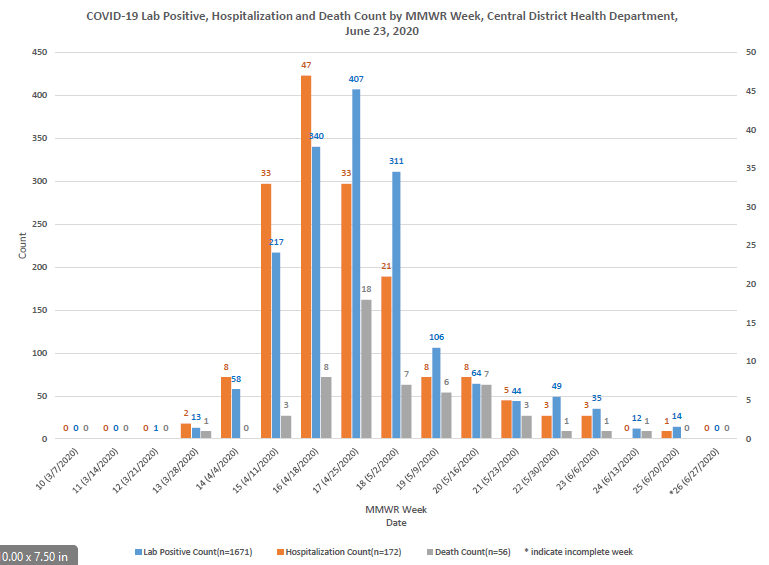 COVID-19 Lab Positive, Hospitalization and Death Count by MMWR Week, Central District Health Department,
June 23, 2020
450
400
350
300
250
200
150
100
50
0
Count
50
45
40
35
30
25
20
15
10
5
0
0 0 0
0 0 0
0 1 0
2 13 1
8 58 0
33 217 3
47 340 8
33 407 18
21 311 7
8 106 6
8 64 7
5 44 3
3 49 1
3 35 1
0 12 1
1 14 0
0 0 0
10 (3/7/2020)
11 (3/14/2020)
12 (3/21/2020)
13 (3/28/2020)
14 (4/4/2020)
15 (4/11/2020)
16 (4/18/2020)
17 (4/25/2020)
18 (5/2/2020)
19 (5/9/2020)
20 (5/16/2020)
21 (5/23/2020)
22 (5/30/2020)
23 (6/6/2020)
24 (6/13/2020)
25 (6/20/2020)
*26 (6/27/2020)
MMWR Week
Date
Lab Positive Count(n=1671) Hospitalization Count(n=172) Death Count(n=56) * indicate incomplete week
0.00 x 7.50 in